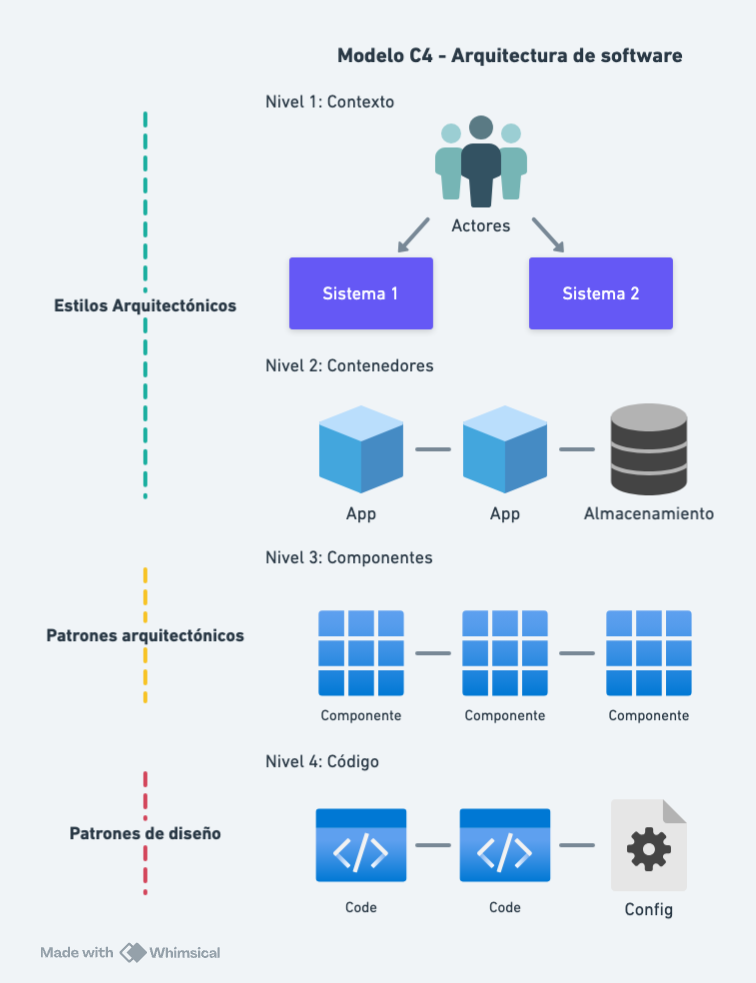 Modelo C4 - Arquitectura de software
Nivel 1: Contexto
Actores
Sistema 1
Sistema 2
Estilos Arquitectónicos
Nivel 2: Contenedores
App
App
Almacenamiento
Nivel 3: Componentes
Patrones arquitectónicos
Componente
Componente
Componente
Nivel 4: Código
Patrones de diseño
</>
</>
Code
Code
Config
Made with Whimsical